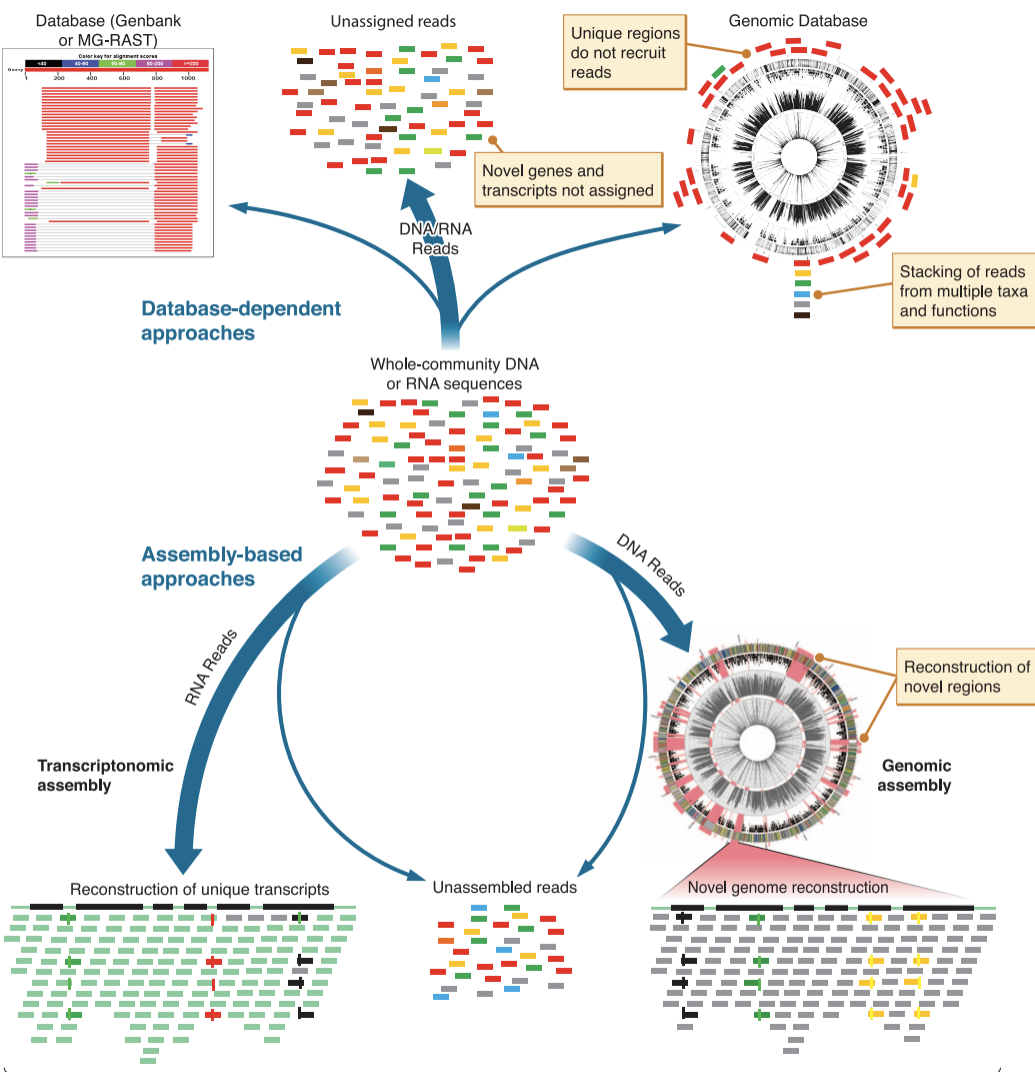 Database (Genbank
or MG-RAST)
Color key for alignment scores
<40
40-50
50-80
80-200
>=200
Query
1
200
400
600
800
1000
Unassigned reads
Novel genes and
transcripts not assigned
Genomic Database
Unique regions
do not recruit
reads
Stacking of reads
from multiple taxa
and functions
DNA/RNA
Reads
Database-dependent
approaches
Whole-community DNA
or RNA sequences
Assembly-based
approaches
RNA Reads
DNA Reads
Reconstruction of
novel regions
Transcriptonomic
assembly
Genomic
assembly
Reconstruction of unique transcripts
Unassembled reads
Novel genome reconstruction